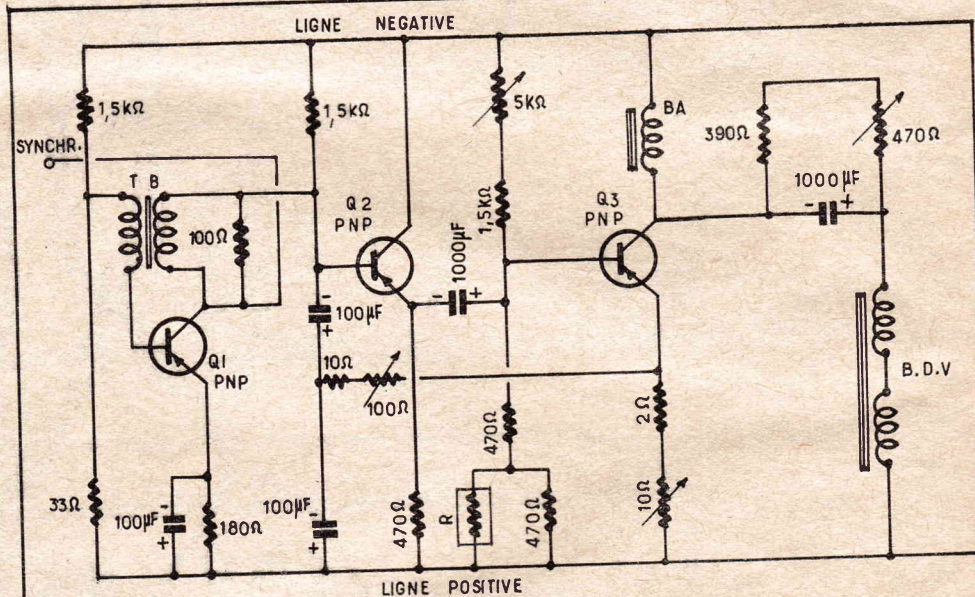 LIGNE NEGATIVE
1,5kΩ
1,5kΩ
5kΩ
BA
390Ω
470Ω
SYNCHR.
T B
Q2
PNP
1000µF
1,5kΩ
Q3
PNP
1000µF
- +
100Ω
- +
-
100µF
+
Q1
PNP
10Ω
100Ω
B.D.V
2Ω
470Ω
33Ω
100µF
-
+
180Ω
100µF
-
+
470Ω
R
470Ω
10Ω
LIGNE POSITIVE